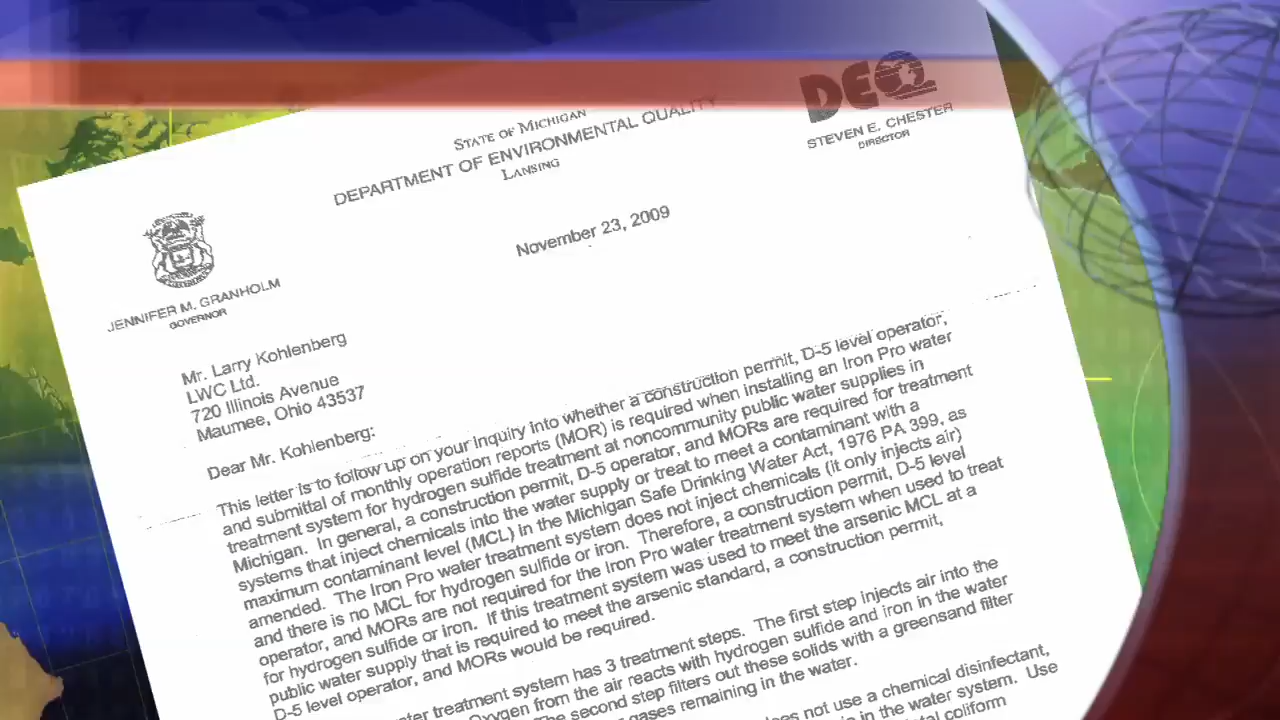 STATE OF MICHIGAN
DEPARTMENT OF ENVIRONMENTAL QUALITY
LANSING
DEQ
STEVEN E. CHESTER
DIRECTOR
JENNIFER M. GRANHOLM
GOVERNOR
November 23, 2009
Mr. Larry Kohlenberg
LWC Ltd.
720 Illinois Avenue
Maumee, Ohio 43537
Dear Mr. Kohlenberg:
This letter is to follow up on your inquiry into whether a construction permit, D-5 level operator,
and submittal of monthly operation reports (MOR) is required when installing an Iron Pro water
treatment system for hydrogen sulfide treatment at noncommunity public water supplies in
Michigan. In general, a construction permit, D-5 operator, and MORs are required for treatment
systems that inject chemicals into the water supply or treat to meet a contaminant with a
maximum contaminant level (MCL) in the Michigan Safe Drinking Water Act, 1976 PA 399, as
amended. The Iron Pro water treatment system does not inject chemicals (it only injects air)
and there is no MCL for hydrogen sulfide or iron. Therefore, a construction permit, D-5 level
operator, and MORs are not required for the Iron Pro water treatment system when used to treat
for hydrogen sulfide or iron. If this treatment system was used to meet the arsenic MCL at a
public water supply that is required to meet the arsenic standard, a construction permit,
D-5 level operator, and MORs would be required.
treatment system has 3 treatment steps. The first step injects air into the
Oxygen from the air reacts with hydrogen sulfide and iron in the water
The second step filters out these solids with a greensand filter
gases remaining in the water.
not use a chemical disinfectant,
in the water system. Use
coliform